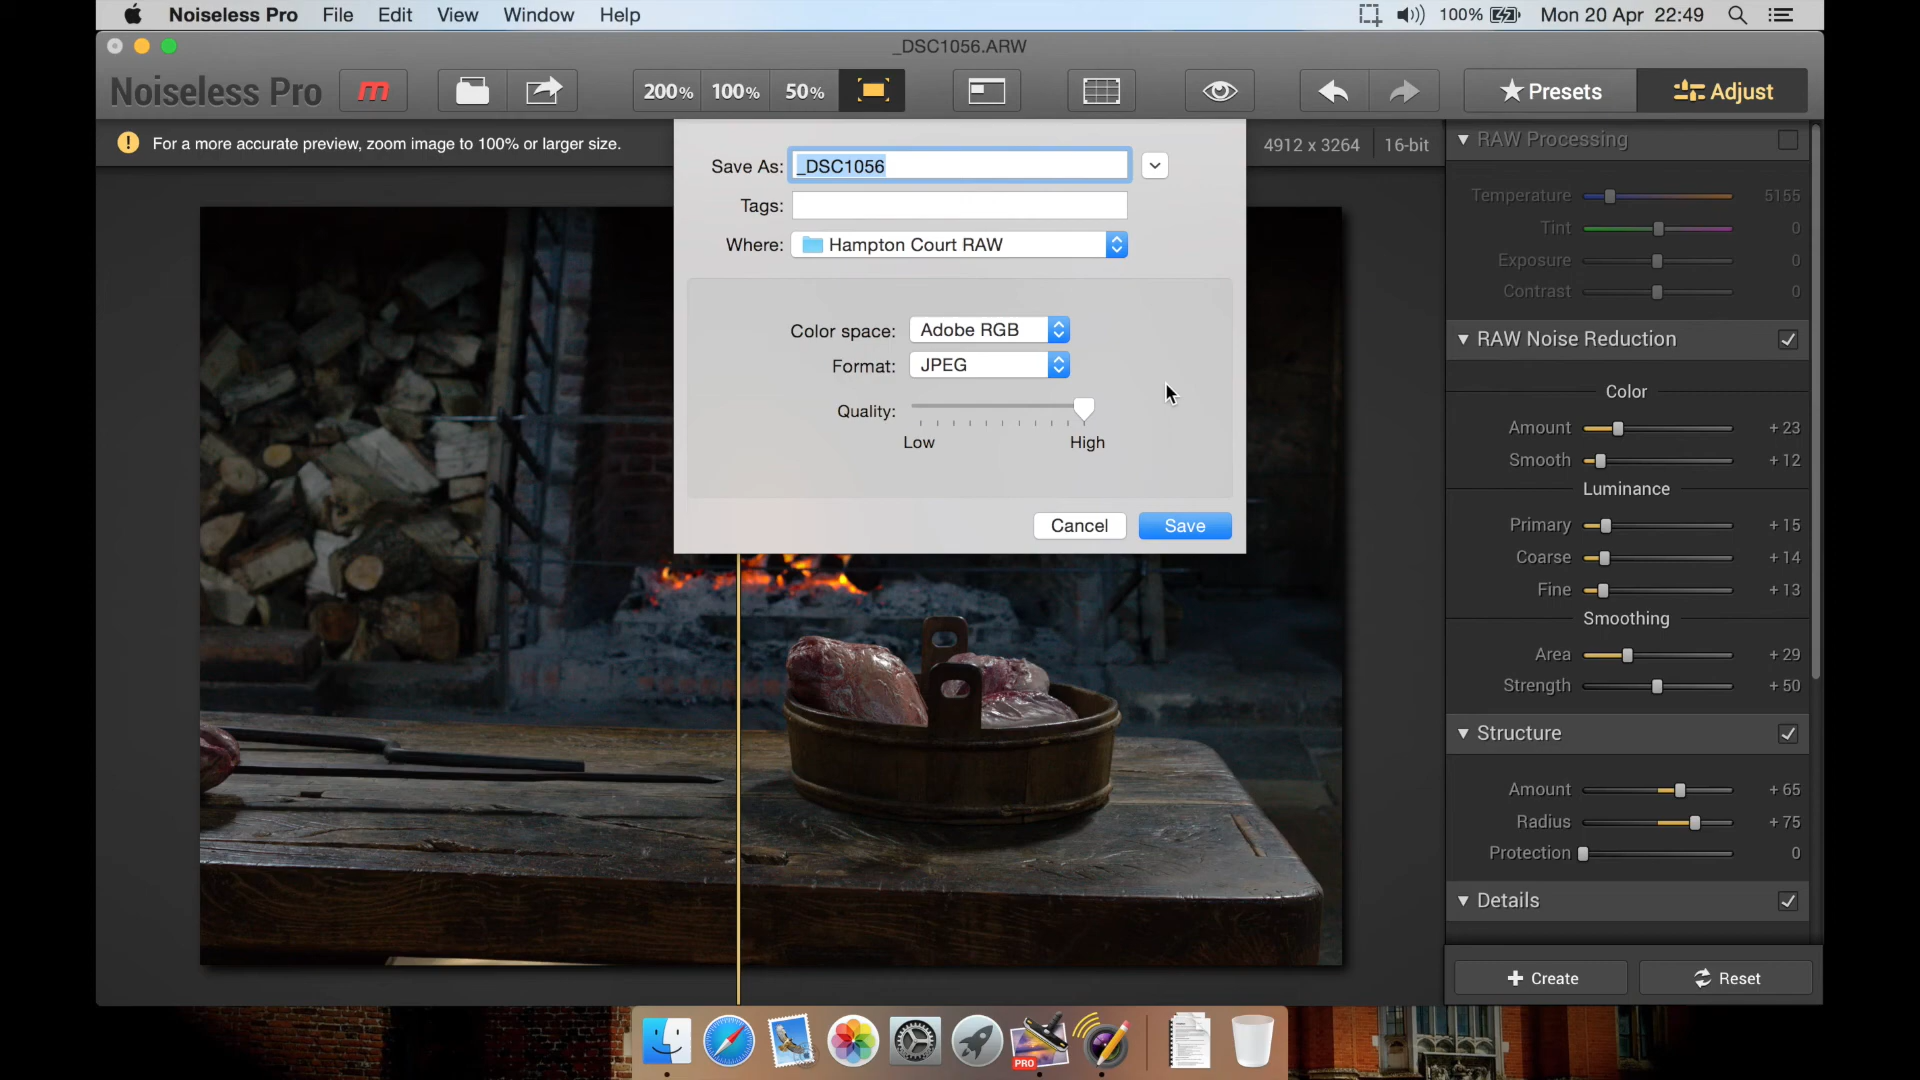 Noiseless Pro File Edit View Window Help 100% Mon 20 Apr 22:49
_DSC1056.ARW
Noiseless Pro m 200% 100% 50% Presets Adjust
! For a more accurate preview, zoom image to 100% or larger size. 4912 x 3264 16-bit
Save As: _DSC1056
Tags:
Where: Hampton Court RAW
Color space: Adobe RGB
Format: JPEG
Quality:
Low High
Cancel Save
RAW Processing
Temperature 5155
Tint 0
Exposure 0
Contrast 0
RAW Noise Reduction
Color
Amount + 23
Smooth + 12
Luminance
Primary + 15
Coarse + 14
Fine + 13
Smoothing
Area + 29
Strength + 50
Structure
Amount + 65
Radius + 75
Protection 0
Details
Create Reset
PRO